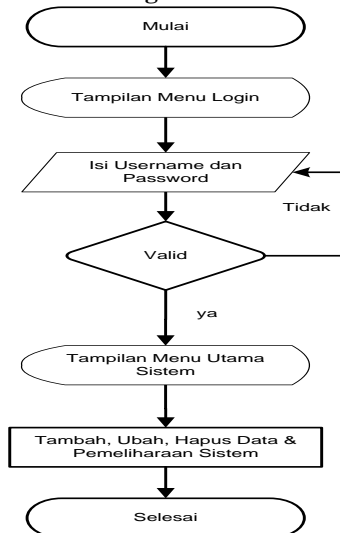 Mulai
Tampilan Menu Login
Isi Username dan
Password
Tidak
Valid
ya
Tampilan Menu Utama
Sistem
Tambah, Ubah, Hapus Data &
Pemeliharaan Sistem
Selesai